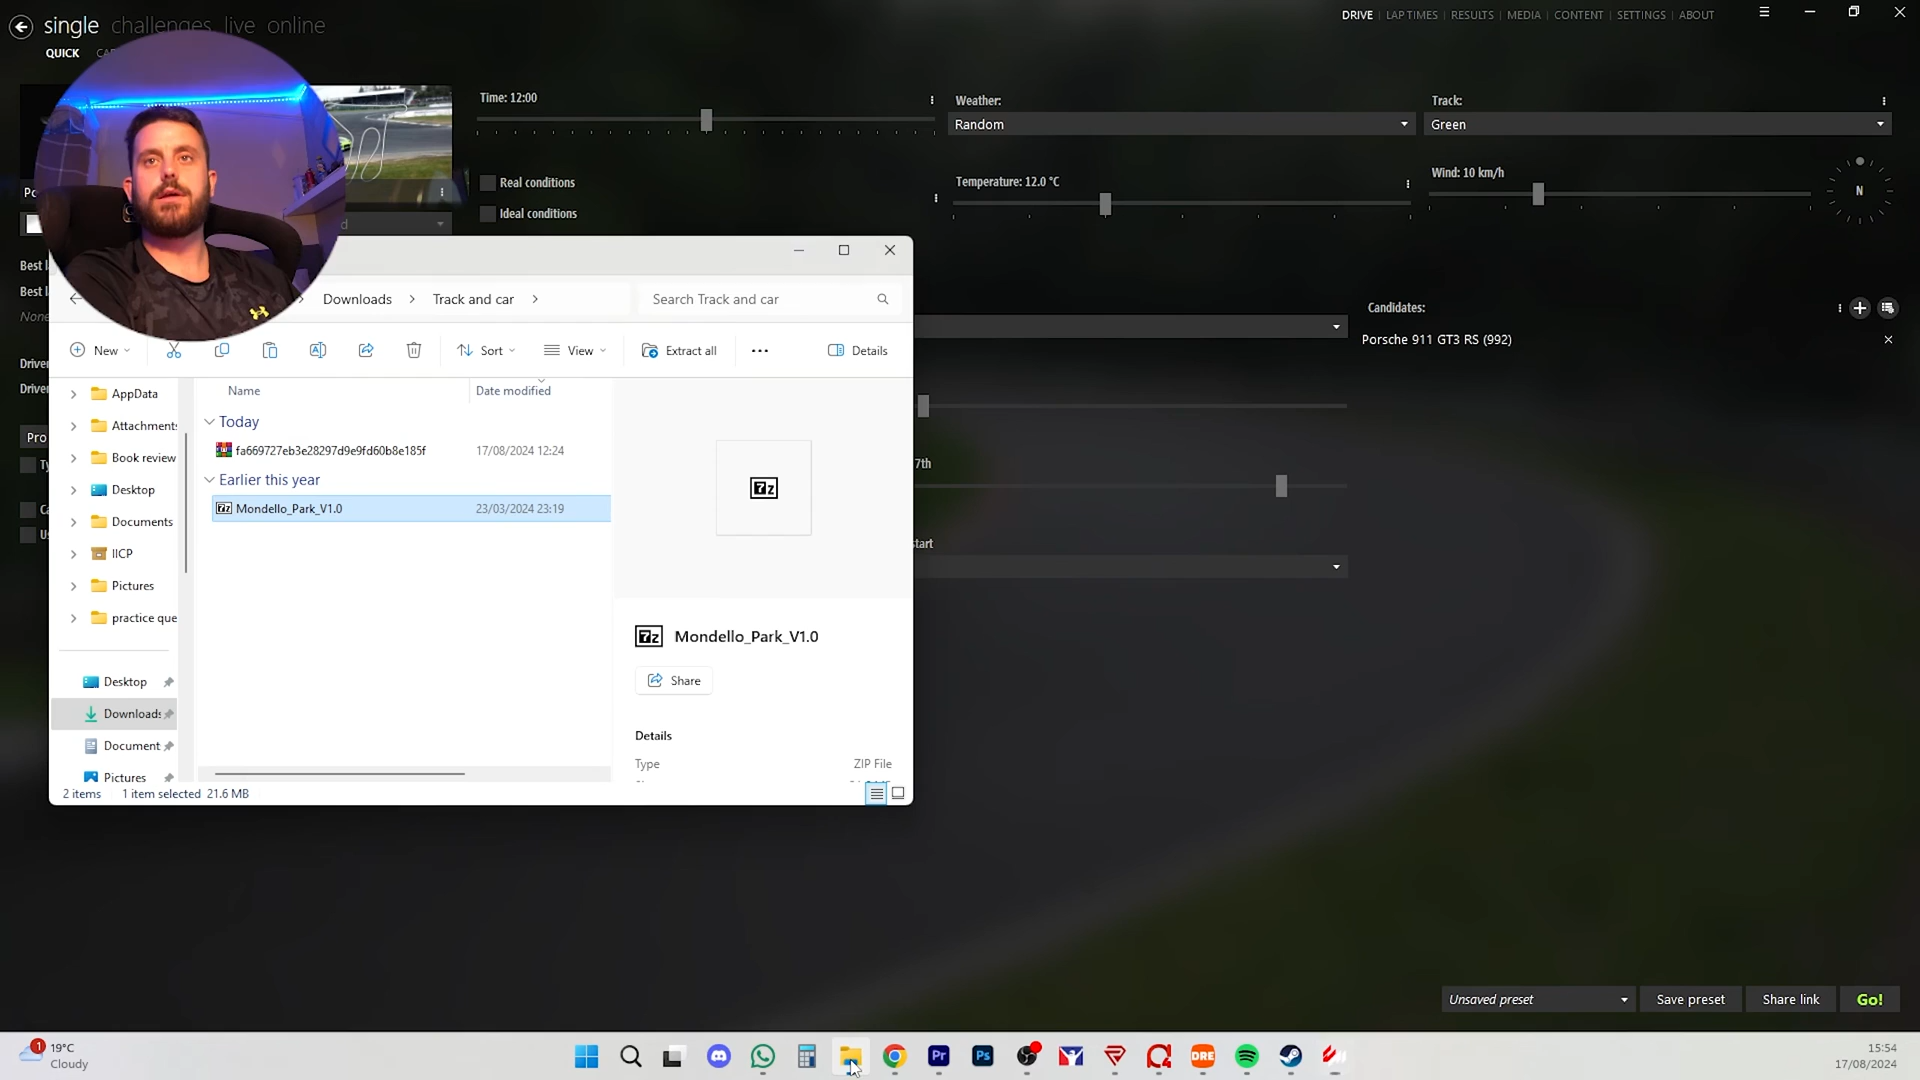 single challenges live online
DRIVE | LAP TIMES | RESULTS | MEDIA | CONTENT | SETTINGS | ABOUT
QUICK
Time: 12:00
Weather:
Random
Track:
Green
Real conditions
Ideal conditions
Temperature: 12.0 °C
Wind: 10 km/h
N
Best l
Best l
None
Driver
Driver
Pro
Candidates:
Porsche 911 GT3 RS (992)
7th
start
Downloads > Track and car >
Search Track and car
New
Sort
View
Extract all
Details
AppData
Attachments
Book review
Desktop
Documents
IICP
Pictures
practice que
Desktop
Downloads
Document
Pictures
Name
Date modified
Today
fa669727eb3e28297d9e9fd60b8e185f 17/08/2024 12:24
Earlier this year
Mondello_Park_V1.0 23/03/2024 23:19
7z
7z Mondello_Park_V1.0
Share
Details
Type ZIP File
2 items 1 item selected 21.6 MB
Unsaved preset
Save preset
Share link
Go!
1
19°C
Cloudy
Pr
Ps
DRE
15:54
17/08/2024